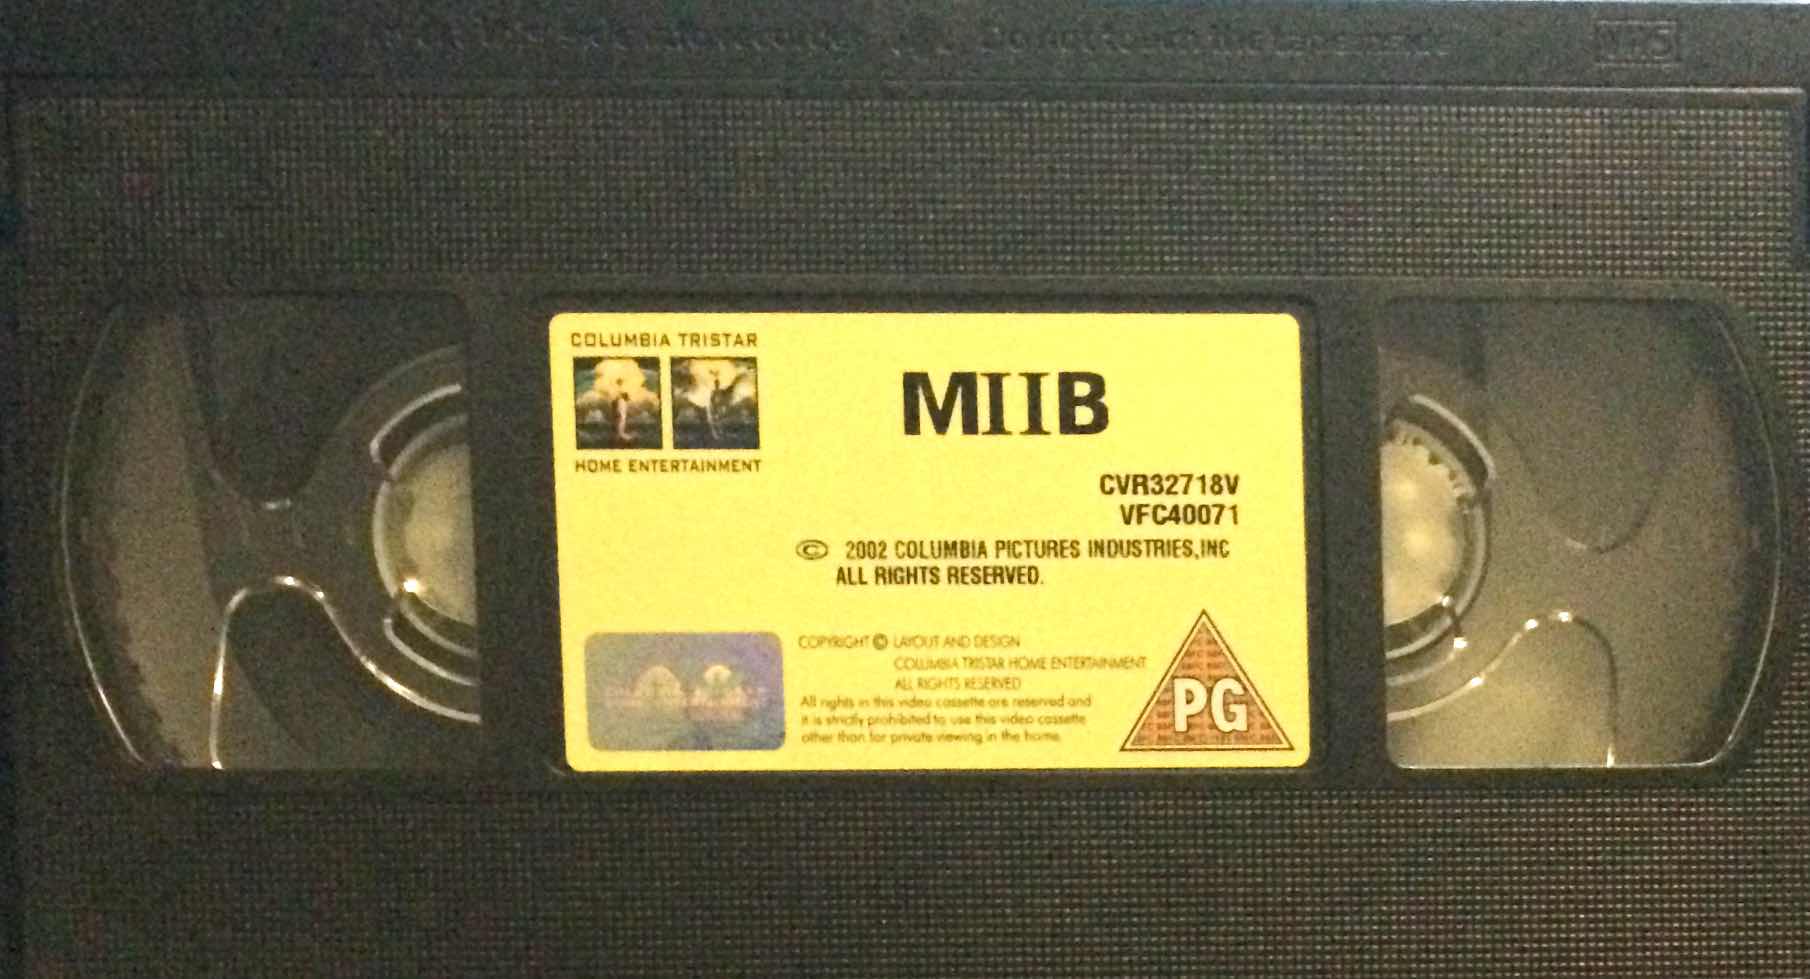 VHS
COLUMBIA TRISTAR
HOME ENTERTAINMENT
MIIB
CVR32718V
VFC40071
© 2002 COLUMBIA PICTURES INDUSTRIES,INC
ALL RIGHTS RESERVED.
COPYRIGHT © LAYOUT AND DESIGN
COLUMBIA TRISTAR HOME ENTERTAINMENT
ALL RIGHTS RESERVED
All rights in this video cassette are reserved and
it is strictly prohibited to use this video cassette
other than for private viewing in the home.
PG